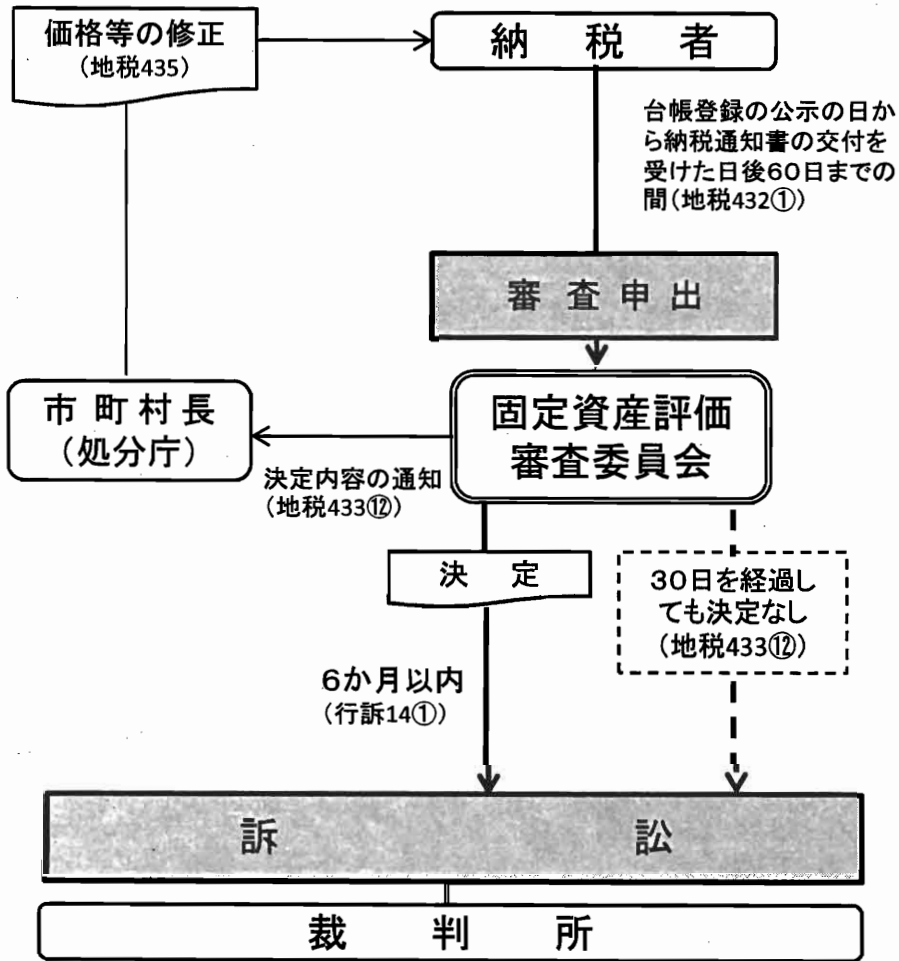 価格等の修正
(地税435)
納税者
台帳登録の公示の日か
ら納税通知書の交付を
受けた日後60日までの
間(地税432①)
審査申出
市町村長
(処分庁)
固定資産評価
審査委員会
決定内容の通知
(地税433⑫)
決定
30日を経過し
ても決定なし
(地税433⑫)
6か月以内
(行訴14①)
訴訟
裁判所